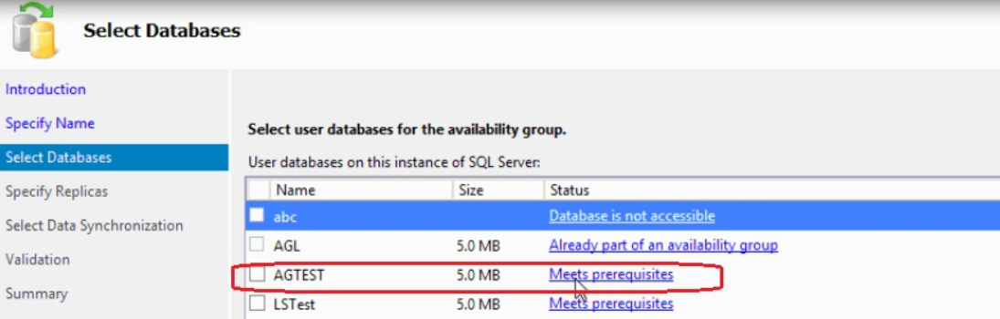 Select Databases
Introduction
Specify Name
Select Databases
Specify Replicas
Select Data Synchronization
Validation
Summary
Select user databases for the availability group.
User databases on this instance of SQL Server:
Name Size Status
abc Database is not accessible
AGL 5.0 MB Already part of an availability group
AGTEST 5.0 MB Meets prerequisites
LSTest 5.0 MB Meets prerequisites